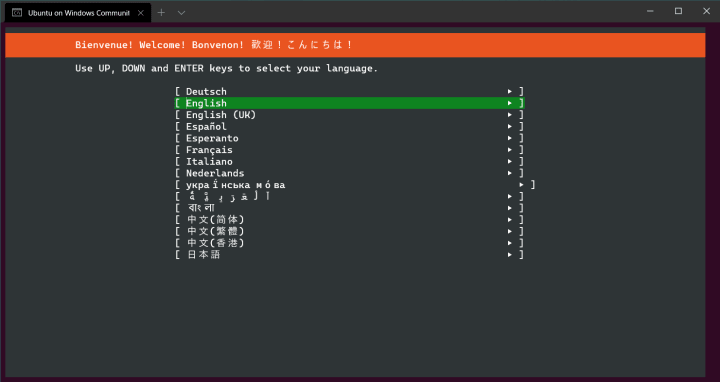 Ubuntu on Windows Communit
Bienvenue! Welcome! Bonvenon! 歡迎！こんにちは！
Use UP, DOWN and ENTER keys to select your language.
[ Deutsch ▸ ]
[ English ▸ ]
[ English (UK) ▸ ]
[ Español ▸ ]
[ Esperanto ▸ ]
[ Français ▸ ]
[ Italiano ▸ ]
[ Nederlands ▸ ]
[ українська мова ▸ ]
[ বাংলা ▸ ]
[ 中文(简体) ▸ ]
[ 中文(繁體) ▸ ]
[ 中文(香港) ▸ ]
[ 日本語 ▸ ]